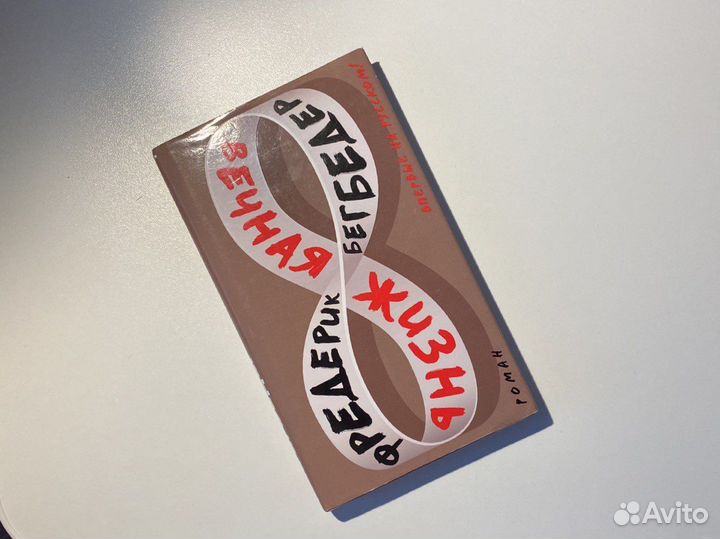 ФРЕДЕРИК БЕГБЕДЕР
ВЕЧНАЯ ЖИЗНЬ
ВПЕРВЫЕ НА РУССКОМ!
РОМАН
Avito